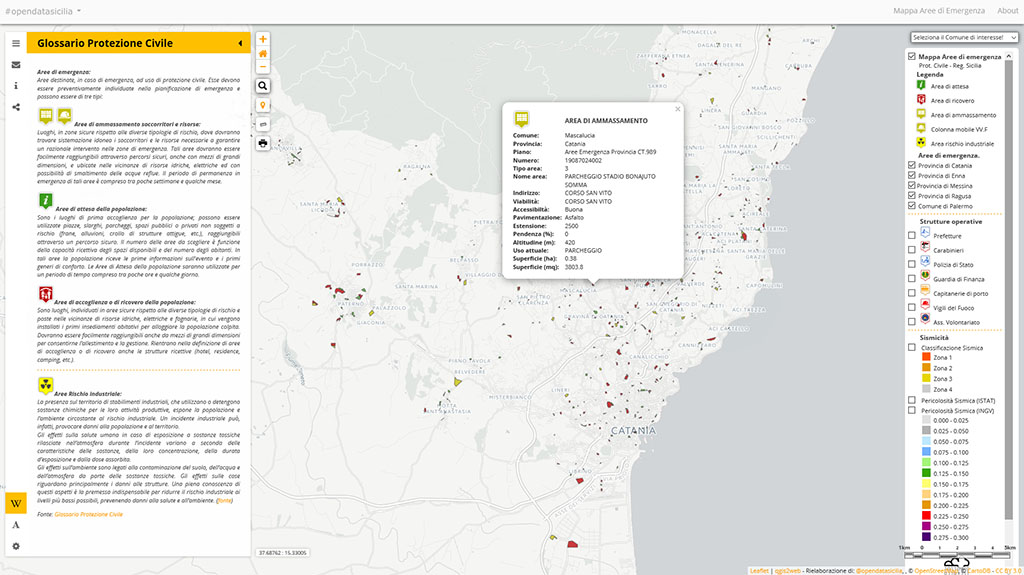 #opendatasicilia
Mappa Aree di Emergenza
About
Glossario Protezione Civile
Aree di emergenza:
Aree destinate, in caso di emergenza, ad uso di protezione civile. Esse devono
essere preventivamente individuate nella pianificazione di emergenza e
possono essere di tre tipi:
Aree di ammassamento soccorritori e risorse:
Luoghi, in zone sicure rispetto alle diverse tipologie di rischio, dove dovranno
trovare sistemazione idonea i soccorritori e le risorse necessarie a garantire
un razionale intervento nelle zone di emergenza. Tali aree dovranno essere
facilmente raggiungibili attraverso percorsi sicuri, anche con mezzi di grandi
dimensioni, e ubicate nelle vicinanze di risorse idriche, elettriche ed con
possibilità di smaltimento delle acque reflue. Il periodo di permanenza in
emergenza di tali aree è compreso tra poche settimane e qualche mese.
Aree di attesa della popolazione:
Sono i luoghi di prima accoglienza per la popolazione; possono essere
utilizzate piazze, slarghi, parcheggi, spazi pubblici o privati non soggetti a
rischio (frane, alluvioni, crollo di strutture attigue, etc.), raggiungibili
attraverso un percorso sicuro. Il numero delle aree da scegliere è funzione
della capacità ricettiva degli spazi disponibili e del numero degli abitanti. In
tali aree la popolazione riceve le prime informazioni sull'evento e i primi
generi di conforto. Le Aree di Attesa della popolazione saranno utilizzate per
un periodo di tempo compreso tra poche ore e qualche giorno.
Aree di accoglienza o di ricovero della popolazione:
Sono luoghi, individuati in aree sicure rispetto alle diverse tipologie di rischio e
poste nelle vicinanze di risorse idriche, elettriche e fognarie, in cui vengono
installati i primi insediamenti abitativi per alloggiare la popolazione colpita.
Dovranno essere facilmente raggiungibili anche da mezzi di grandi dimensioni
per consentirne l'allestimento e la gestione. Rientrano nella definizione di aree
di accoglienza o di ricovero anche le strutture ricettive (hotel, residence,
camping, etc.).
Aree Rischio Industriale:
La presenza sul territorio di stabilimenti industriali, che utilizzano o detengono
sostanze chimiche per le loro attività produttive, espone la popolazione e
l'ambiente circostante al rischio industriale. Un incidente industriale può,
infatti, provocare danni alla popolazione e al territorio.
Gli effetti sulla salute umana in caso di esposizione a sostanze tossiche
rilasciate nell'atmosfera durante l'incidente variano a seconda delle
caratteristiche delle sostanze, della loro concentrazione, della durata
d'esposizione e dalla dose assorbita.
Gli effetti sull'ambiente sono legati alla contaminazione del suolo, dell'acqua e
dell'atmosfera da parte delle sostanze tossiche. Gli effetti sulle cose
riguardano principalmente i danni alle strutture. Una piena conoscenza di
questi aspetti è la premessa indispensabile per ridurre il rischio industriale ai
livelli più bassi possibili, prevenendo danni alla salute e all'ambiente. (fonte)
Fonte: Glossario Protezione Civile
W
A
AREA DI AMMASSAMENTO
Comune: Mascalucia
Provincia: Catania
Piano: Aree Emergenza Provincia CT.989
Numero: 19087024002
Tipo area: 3
Nome area: PARCHEGGIO STADIO BONAJUTO
SOMMA
Indirizzo: CORSO SAN VITO
Viabilità: CORSO SAN VITO
Accessibiltà: Buona
Pavimentazione: Asfalto
Estensione: 2500
Pendenza (%): 0
Altitudine (m): 420
Uso attuale: PARCHEGGIO
Superficie (ha): 0.38
Superficie (mq): 3803.8
MONACELLA
DAGALA DEL RE
ZAFFERANA ETNEA
GUARDIA
POZZILLO
RAGALNA
BELPASSO
PATERNÒ
GIACONIA
PIANO TAVOLA
BELVEDERE
MISTERBIANCO
LINERI
CANALICCHIO
CANNIZZARO
ACI CASTELLO
ACI TREZZA
CAPOMULINI
CATANIA
LIBRINO
37.68762 : 15.33005
Seleziona il Comune di interesse!
Mappa Aree di emergenza
Prot. Civile - Reg. Sicilia
Legenda
Area di attesa
Area di ricovero
Area di ammassamento
Colonna mobile VV.F
Area rischio industriale
Aree di emergenza.
Provincia di Catania
Provincia di Enna
Provincia di Messina
Provincia di Ragusa
Comune di Palermo
Strutture operative
Prefetture
Carabinieri
Polizia di Stato
Guardia di Finanza
Capitanerie di porto
Vigili del Fuoco
Ass. Volontariato
Sismicità
Classificazione Sismica
Zona 1
Zona 2
Zona 3
Zona 4
Pericolosità Sismica (ISTAT)
Pericolosità Sismica (INGV)
0.000 - 0.025
0.025 - 0.050
0.050 - 0.075
0.075 - 0.100
0.100 - 0.125
0.125 - 0.150
0.150 - 0.175
0.175 - 0.200
0.200 - 0.225
0.225 - 0.250
0.250 - 0.275
0.275 - 0.300
1km 0 1 2 3 4 5km
Leaflet | qgis2web - Rielaborazione di: @opendatasicilia, , © OpenStreetMap © CartoDB - CC BY 3.0